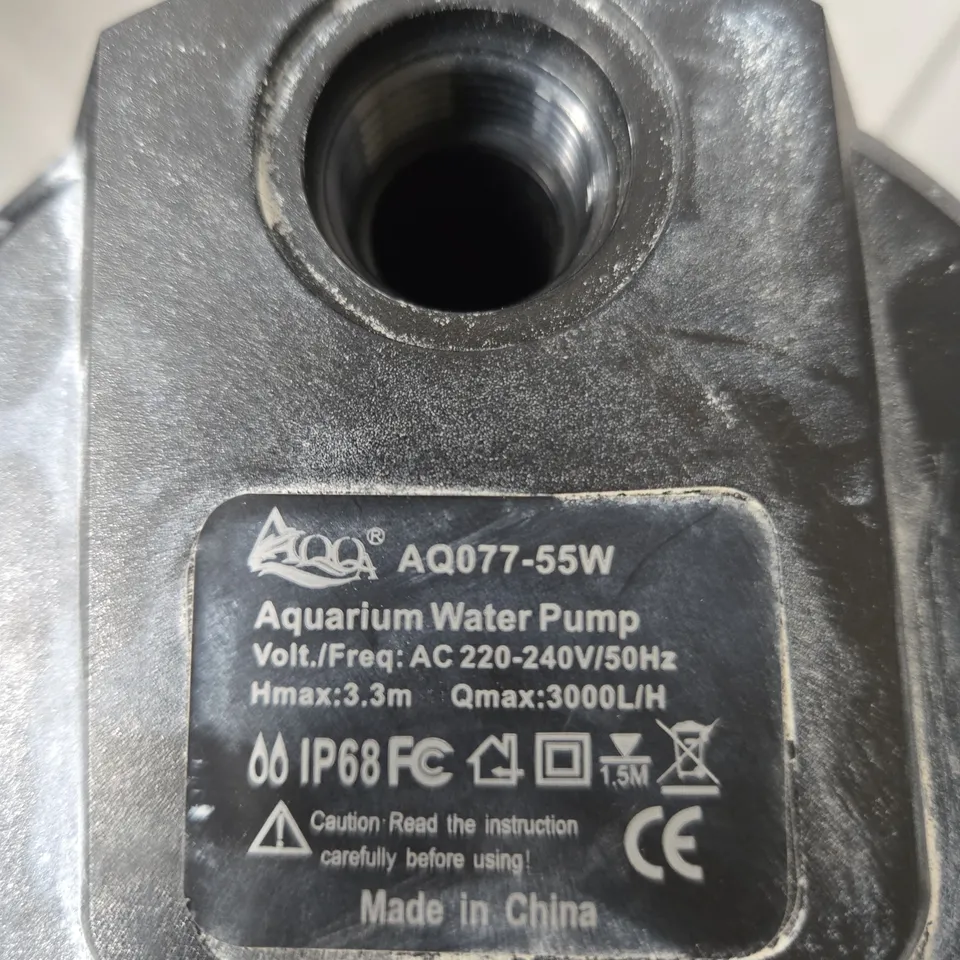 AQQA® AQ077-55W
Aquarium Water Pump
Volt./Freq: AC 220-240V/50Hz
Hmax:3.3m Qmax:3000L/H
IP68 FC 1.5M
Caution Read the instruction
carefully before using!
CE
Made in China